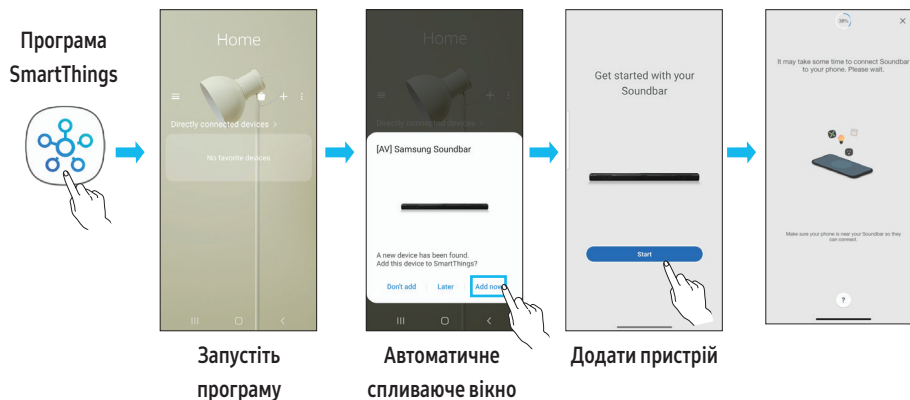 Програма
SmartThings
Home
Directly connected devices >
No favorite devices
Запустіть
програму
Home
Directly connected devices >
[AV] Samsung Soundbar
A new device has been found.
Add this device to SmartThings?
Don't add Later Add now
Автоматичне
спливаюче вікно
Get started with your
Soundbar
Start
Додати пристрій
38%
It may take some time to connect Soundbar
to your phone. Please wait.
Make sure your phone is near your Soundbar so they
can connect.
?